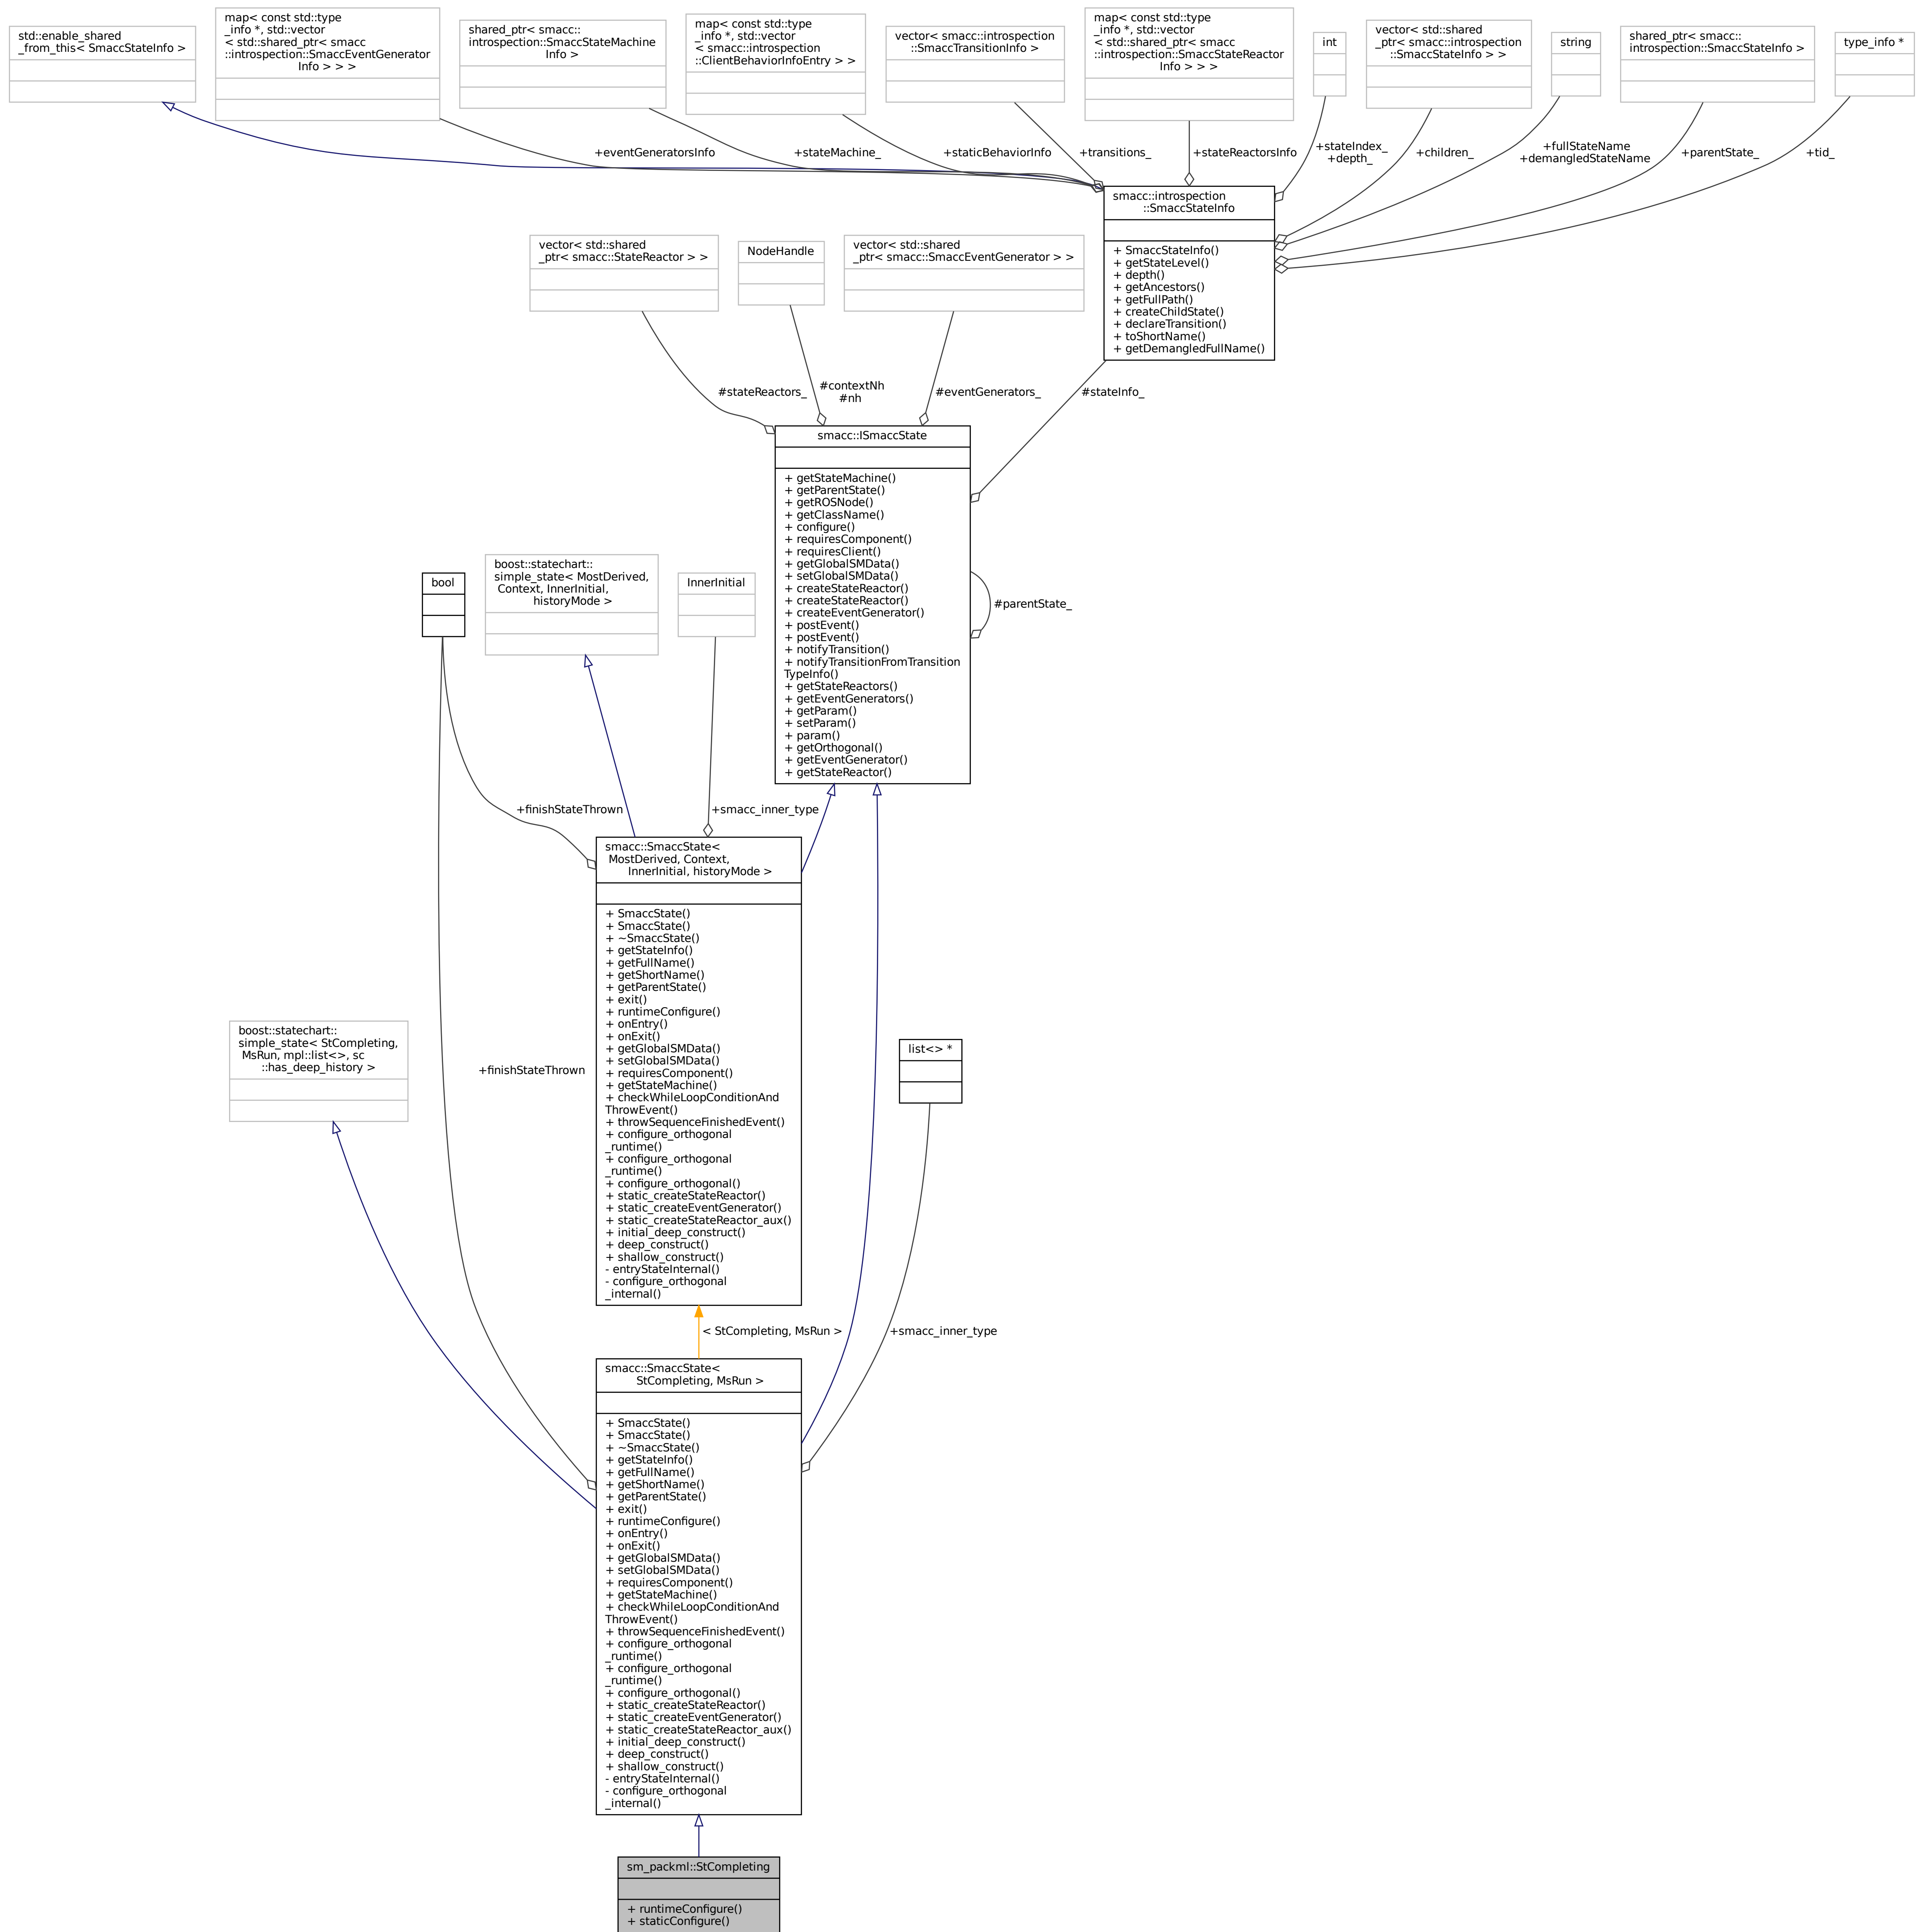 std::enable_shared
_from_this< SmaccStateInfo >
map< const std::type
_info *, std::vector
< std::shared_ptr< smacc
::introspection::SmaccEventGenerator
Info > > >
shared_ptr< smacc::
introspection::SmaccStateMachine
Info >
map< const std::type
_info *, std::vector
< smacc::introspection
::ClientBehaviorInfoEntry > >
vector< smacc::introspection
::SmaccTransitionInfo >
map< const std::type
_info *, std::vector
< std::shared_ptr< smacc
::introspection::SmaccStateReactor
Info > > >
int
vector< std::shared
_ptr< smacc::introspection
::SmaccStateInfo > >
string
shared_ptr< smacc::
introspection::SmaccStateInfo >
type_info *
+eventGeneratorsInfo
+stateMachine_
+staticBehaviorInfo
+transitions_
+stateReactorsInfo
+stateIndex_
+depth_
+children_
+fullStateName
+demangledStateName
+parentState_
+tid_
smacc::introspection
::SmaccStateInfo
+ SmaccStateInfo()
+ getStateLevel()
+ depth()
+ getAncestors()
+ getFullPath()
+ createChildState()
+ declareTransition()
+ toShortName()
+ getDemangledFullName()
vector< std::shared
_ptr< smacc::StateReactor > >
NodeHandle
vector< std::shared
_ptr< smacc::SmaccEventGenerator > >
#stateReactors_
#contextNh
#nh
#eventGenerators_
#stateInfo_
smacc::ISmaccState
+ getStateMachine()
+ getParentState()
+ getROSNode()
+ getClassName()
+ configure()
+ requiresComponent()
+ requiresClient()
+ getGlobalSMData()
+ setGlobalSMData()
+ createStateReactor()
+ createStateReactor()
+ createEventGenerator()
+ postEvent()
+ postEvent()
+ notifyTransition()
+ notifyTransitionFromTransition
TypeInfo()
+ getStateReactors()
+ getEventGenerators()
+ getParam()
+ setParam()
+ param()
+ getOrthogonal()
+ getEventGenerator()
+ getStateReactor()
#parentState_
bool
boost::statechart::
simple_state< MostDerived,
Context, InnerInitial,
historyMode >
InnerInitial
+finishStateThrown
+smacc_inner_type
smacc::SmaccState<
MostDerived, Context,
InnerInitial, historyMode >
+ SmaccState()
+ SmaccState()
+ ~SmaccState()
+ getStateInfo()
+ getFullName()
+ getShortName()
+ getParentState()
+ exit()
+ runtimeConfigure()
+ onEntry()
+ onExit()
+ getGlobalSMData()
+ setGlobalSMData()
+ requiresComponent()
+ getStateMachine()
+ checkWhileLoopConditionAnd
ThrowEvent()
+ throwSequenceFinishedEvent()
+ configure_orthogonal
_runtime()
+ configure_orthogonal
_runtime()
+ configure_orthogonal()
+ static_createStateReactor()
+ static_createEventGenerator()
+ static_createStateReactor_aux()
+ initial_deep_construct()
+ deep_construct()
+ shallow_construct()
- entryStateInternal()
- configure_orthogonal
_internal()
boost::statechart::
simple_state< StCompleting,
MsRun, mpl::list<>, sc
::has_deep_history >
+finishStateThrown
list<> *
< StCompleting, MsRun >
+smacc_inner_type
smacc::SmaccState<
StCompleting, MsRun >
+ SmaccState()
+ SmaccState()
+ ~SmaccState()
+ getStateInfo()
+ getFullName()
+ getShortName()
+ getParentState()
+ exit()
+ runtimeConfigure()
+ onEntry()
+ onExit()
+ getGlobalSMData()
+ setGlobalSMData()
+ requiresComponent()
+ getStateMachine()
+ checkWhileLoopConditionAnd
ThrowEvent()
+ throwSequenceFinishedEvent()
+ configure_orthogonal
_runtime()
+ configure_orthogonal
_runtime()
+ configure_orthogonal()
+ static_createStateReactor()
+ static_createEventGenerator()
+ static_createStateReactor_aux()
+ initial_deep_construct()
+ deep_construct()
+ shallow_construct()
- entryStateInternal()
- configure_orthogonal
_internal()
sm_packml::StCompleting
+ runtimeConfigure()
+ staticConfigure()